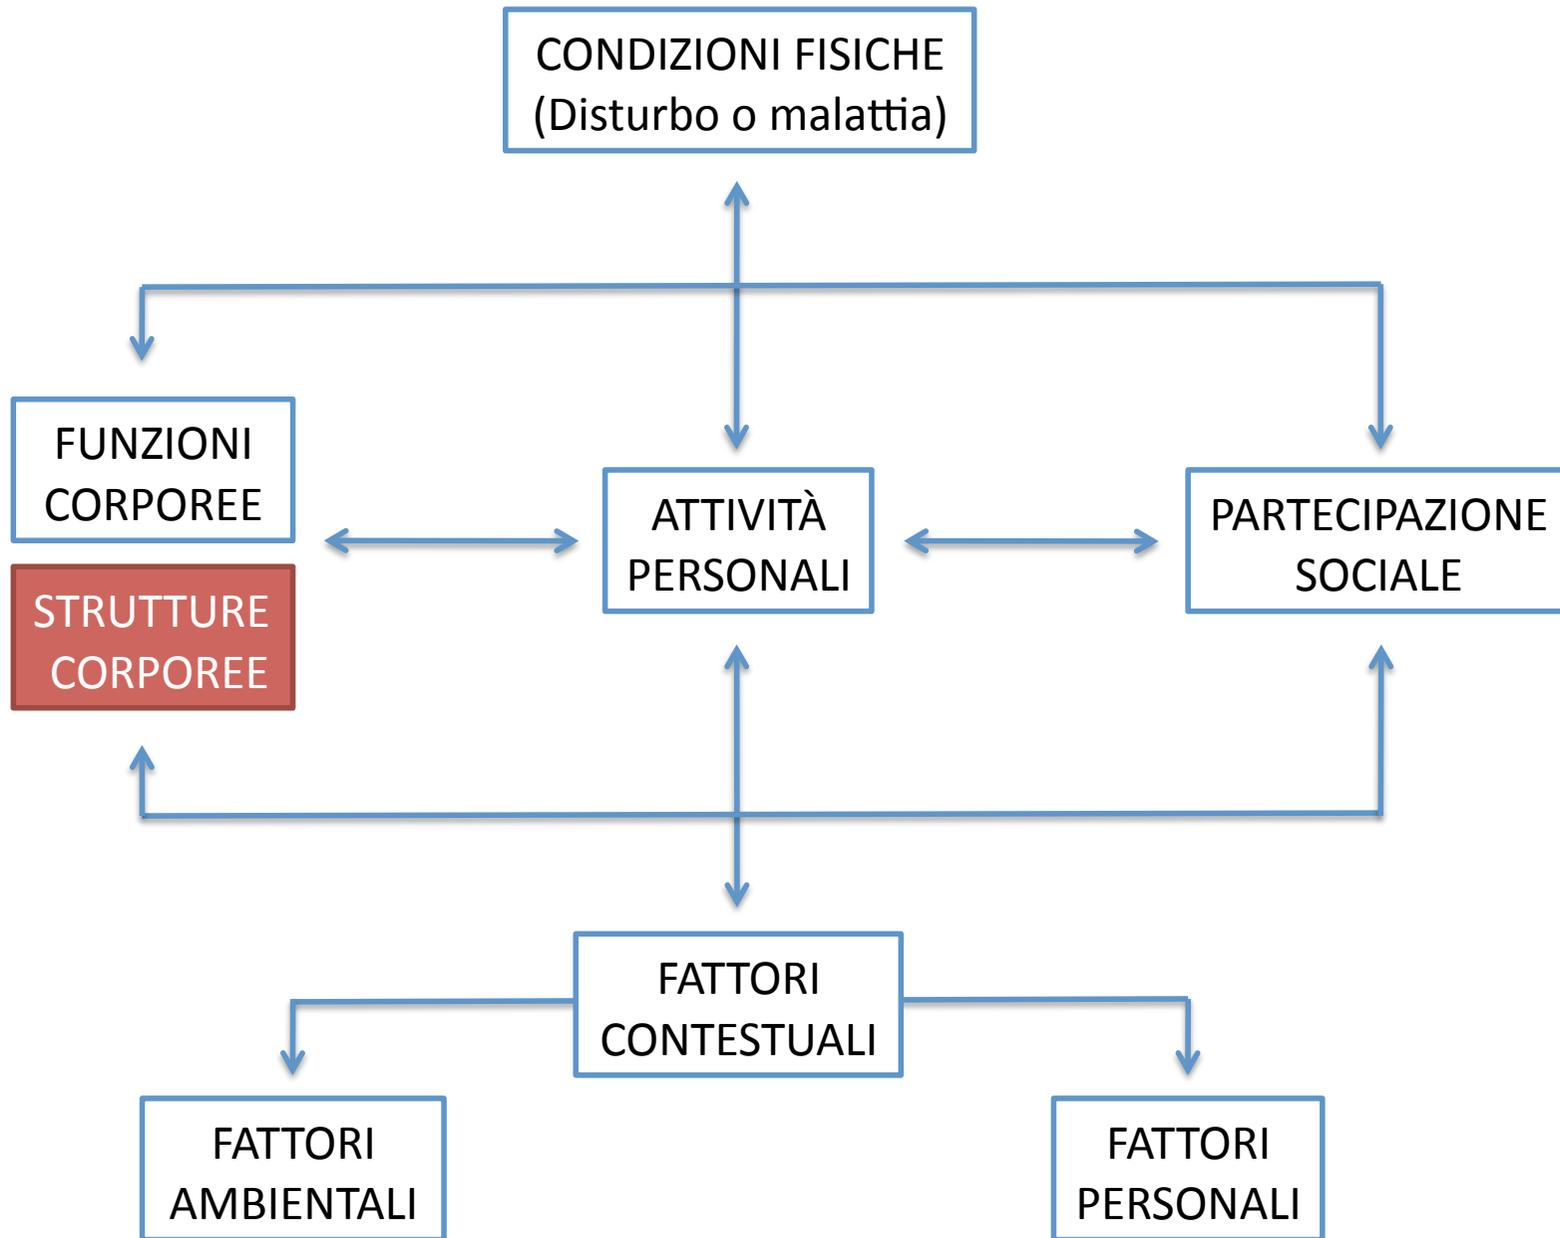 CONDIZIONI FISICHE
(Disturbo o malattia)
FUNZIONI
CORPOREE
STRUTTURE
CORPOREE
ATTIVITÀ
PERSONALI
PARTECIPAZIONE
SOCIALE
FATTORI
CONTESTUALI
FATTORI
AMBIENTALI
FATTORI
PERSONALI